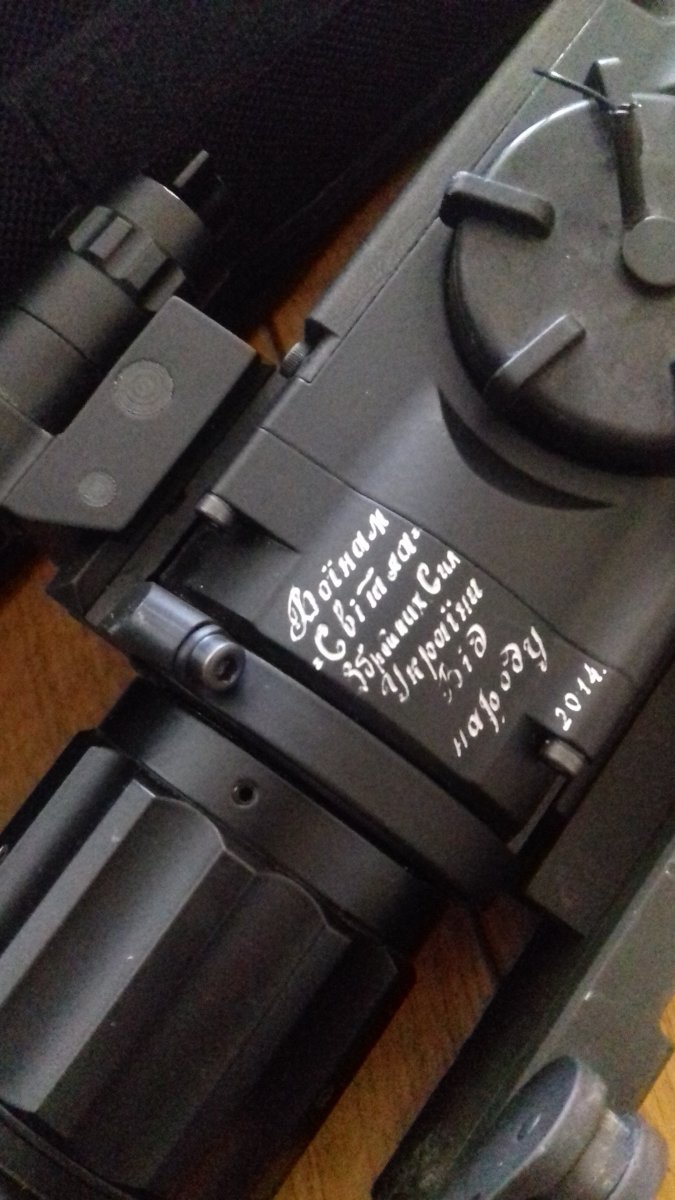 Воїнам
"Світла"
Збройних Сил
України
Від
народу
2014.